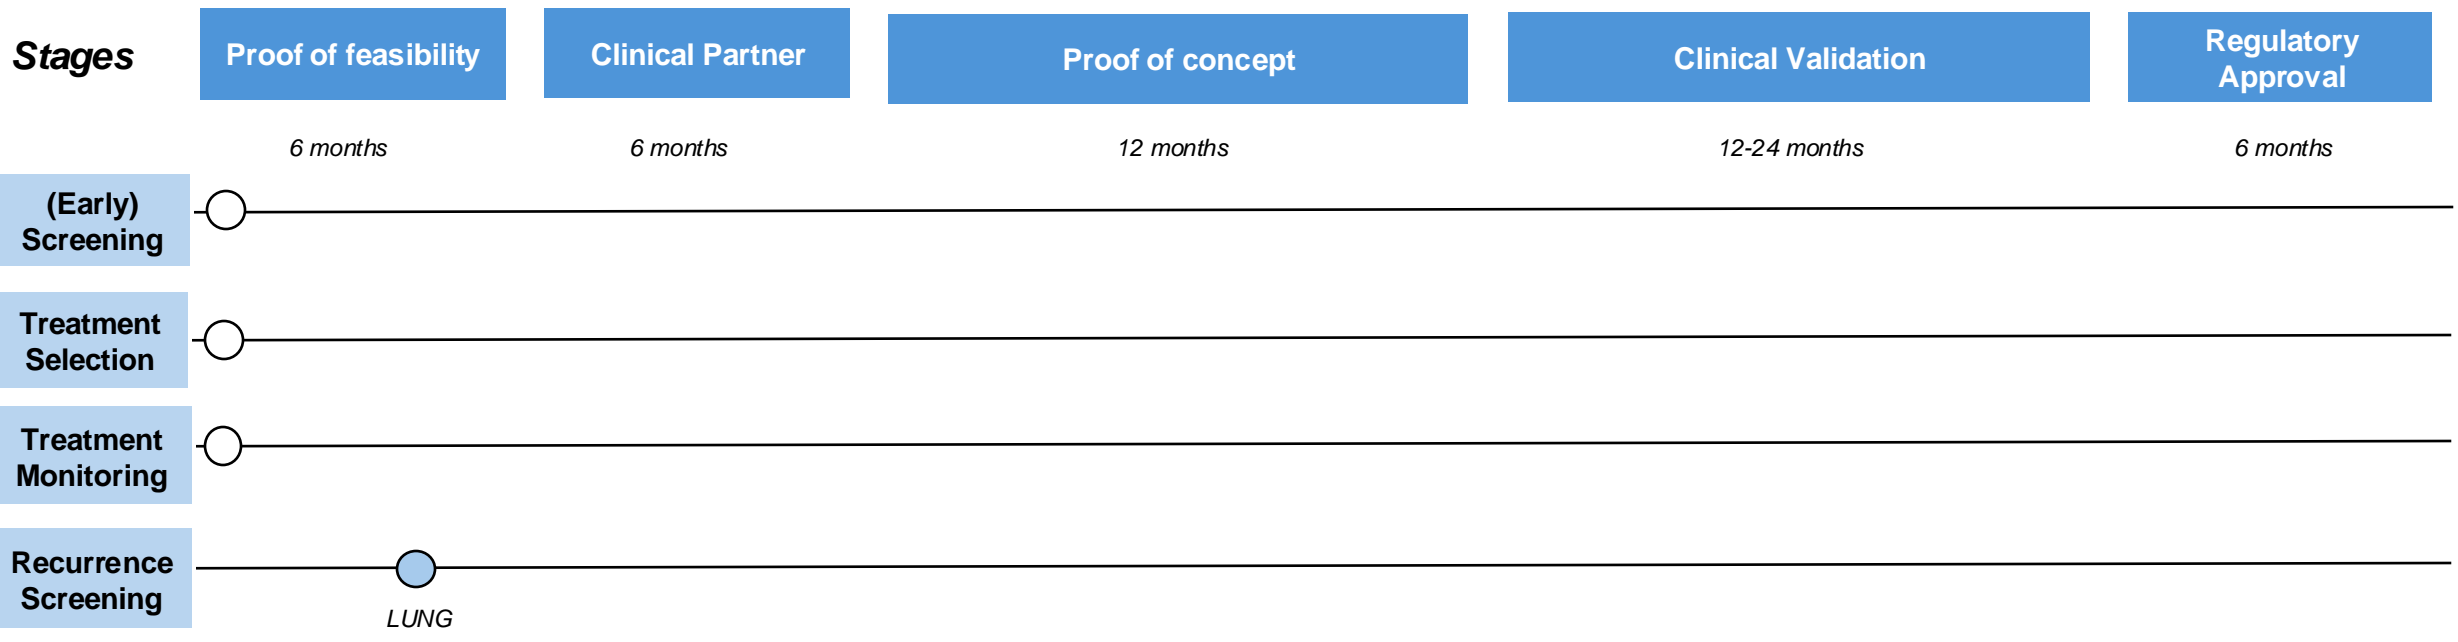 Stages
Proof of feasibility
Clinical Partner
Proof of concept
Clinical Validation
Regulatory
Approval
6 months
6 months
12 months
12-24 months
6 months
(Early)
Screening
Treatment
Selection
Treatment
Monitoring
Recurrence
Screening
LUNG